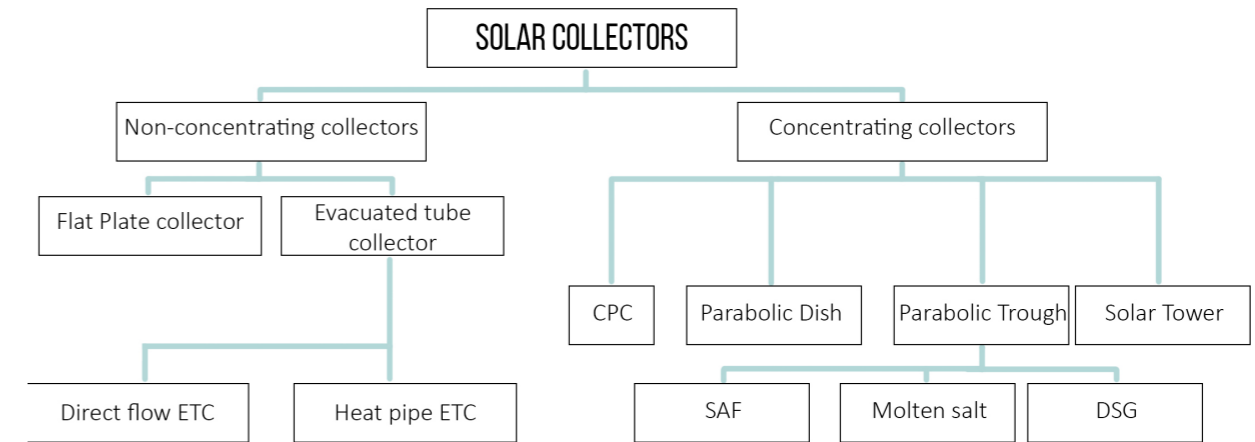 SOLAR COLLECTORS
Non-concentrating collectors
Concentrating collectors
Flat Plate collector
Evacuated tube
collector
CPC
Parabolic Dish
Parabolic Trough
Solar Tower
Direct flow ETC
Heat pipe ETC
SAF
Molten salt
DSG